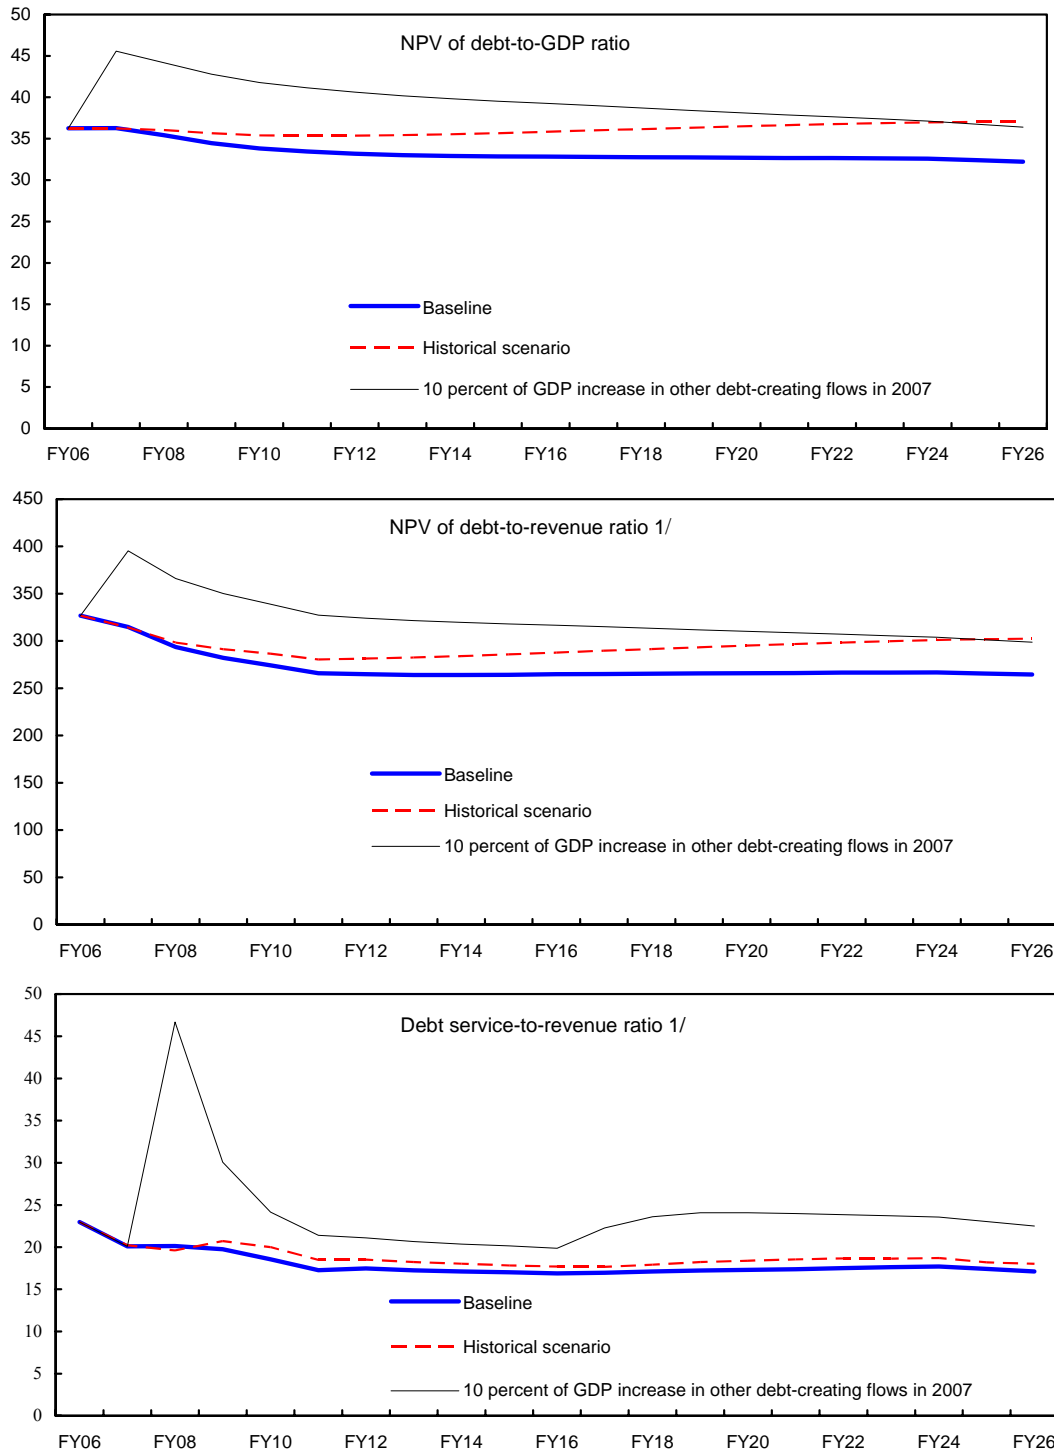 NPV of debt-to-GDP ratio
50
45
40
35
30
25
20
15
10
5
0
Baseline
Historical scenario
10 percent of GDP increase in other debt-creating flows in 2007
FY06 FY08 FY10 FY12 FY14 FY16 FY18 FY20 FY22 FY24 FY26
NPV of debt-to-revenue ratio 1/
450
400
350
300
250
200
150
100
50
0
Baseline
Historical scenario
10 percent of GDP increase in other debt-creating flows in 2007
FY06 FY08 FY10 FY12 FY14 FY16 FY18 FY20 FY22 FY24 FY26
Debt service-to-revenue ratio 1/
50
45
40
35
30
25
20
15
10
5
0
Baseline
Historical scenario
10 percent of GDP increase in other debt-creating flows in 2007
FY06 FY08 FY10 FY12 FY14 FY16 FY18 FY20 FY22 FY24 FY26